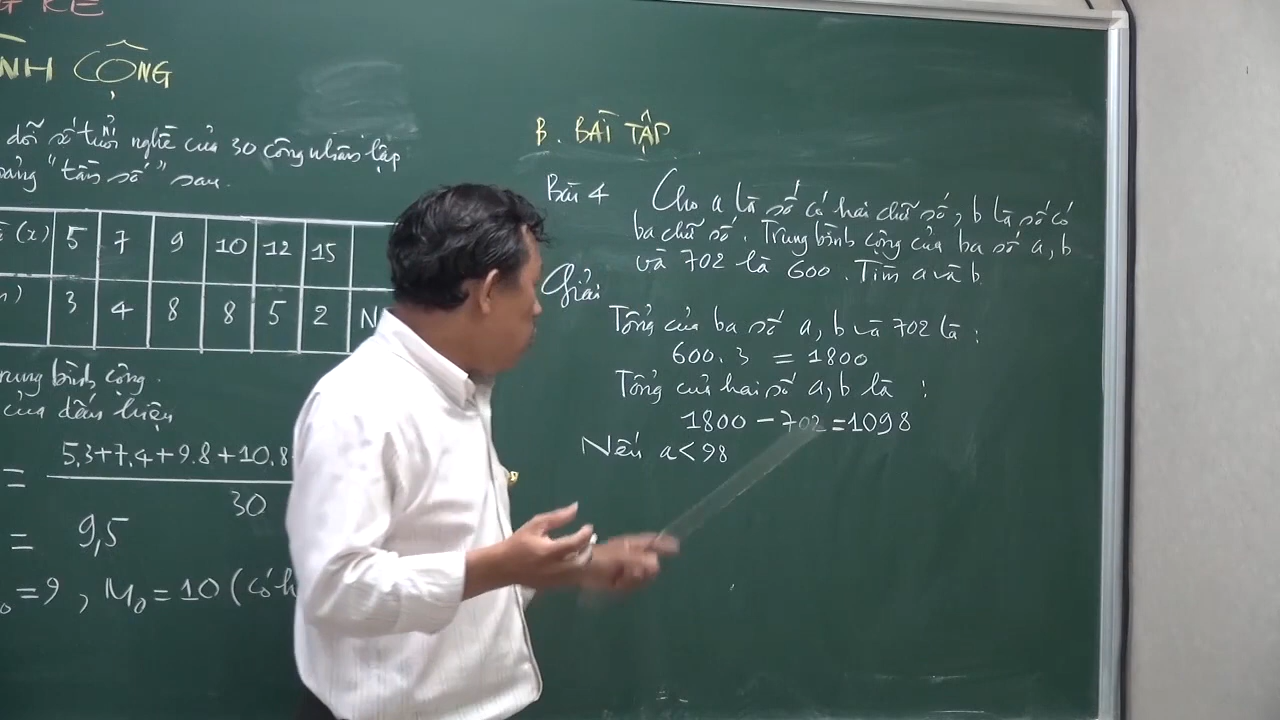 G KÊ
ÌNH CỘNG
dõi số tuổi nghề của 30 công nhân lập
bảng "tần số" sau.
(x) 5 7 9 10 12 15
n) 3 4 8 8 5 2 N
rung bình cộng.
của dấu hiệu
= 5.3+7.4+9.8+10.8
30
= 9,5
0 = 9, M0 = 10 (có h
B. BÀI TẬP
Bài 4 Cho a là số có hai chữ số, b là số có
ba chữ số. Trung bình cộng của ba số a, b
và 702 là 600. Tìm a và b
Giải
Tổng của ba số a, b và 702 là:
600.3 = 1800
Tổng của hai số a, b là:
1800 - 702 = 1098
Nếu a < 98